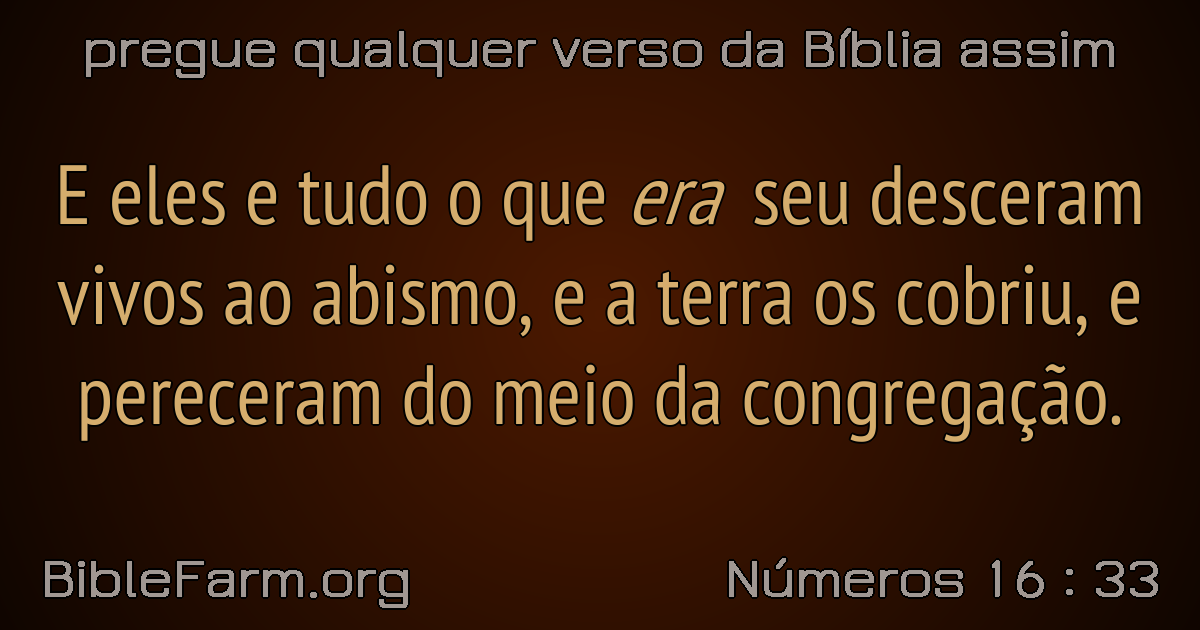 pregue qualquer verso da Bíblia assim
E eles e tudo o que era seu desceram
vivos ao abismo, e a terra os cobriu, e
pereceram do meio da congregação.
BibleFarm.org
Números 16 : 33